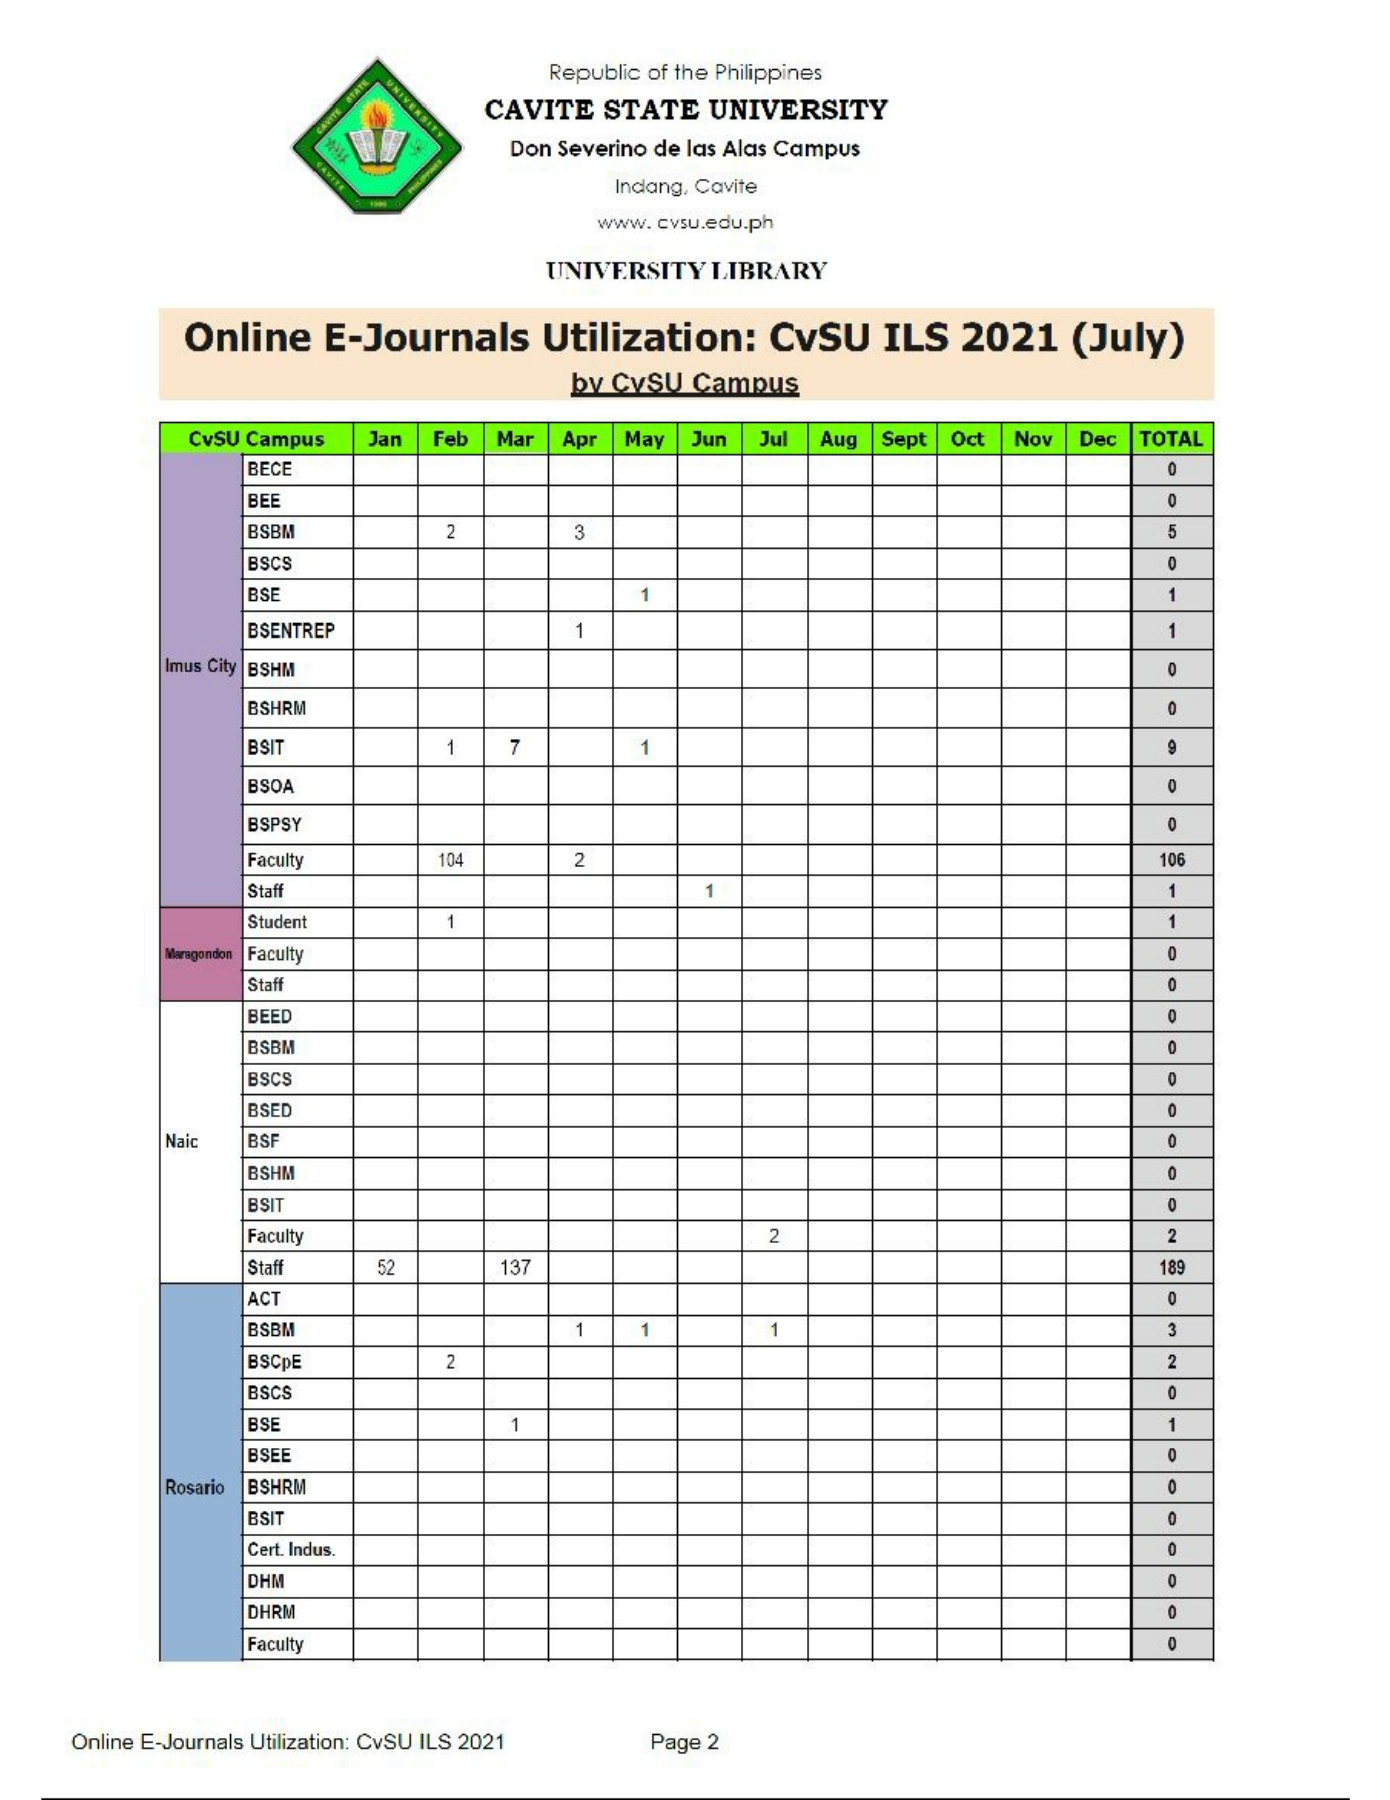 CAVITE STATE UNIVERSITY
CAVITE PHILIPPINES
1906
Republic of the Philippines
CAVITE STATE UNIVERSITY
Don Severino de las Alas Campus
Indang, Cavite
www. cvsu.edu.ph
UNIVERSITY LIBRARY
Online E-Journals Utilization: CvSU ILS 2021 (July)
by CvSU Campus
CvSU Campus Jan Feb Mar Apr May Jun Jul Aug Sept Oct Nov Dec TOTAL
BECE 0
BEE 0
BSBM 2 3 5
BSCS 0
BSE 1 1
BSENTREP 1 1
Imus City BSHM 0
BSHRM 0
BSIT 1 7 1 9
BSOA 0
BSPSY 0
Faculty 104 2 106
Staff 1 1
Student 1 1
Maragondon Faculty 0
Staff 0
BEED 0
BSBM 0
BSCS 0
BSED 0
Naic BSF 0
BSHM 0
BSIT 0
Faculty 2 2
Staff 52 137 189
ACT 0
BSBM 1 1 1 3
BSCpE 2 2
BSCS 0
BSE 1 1
BSEE 0
Rosario BSHRM 0
BSIT 0
Cert. Indus. 0
DHM 0
DHRM 0
Faculty 0
Online E-Journals Utilization: CvSU ILS 2021 Page 2